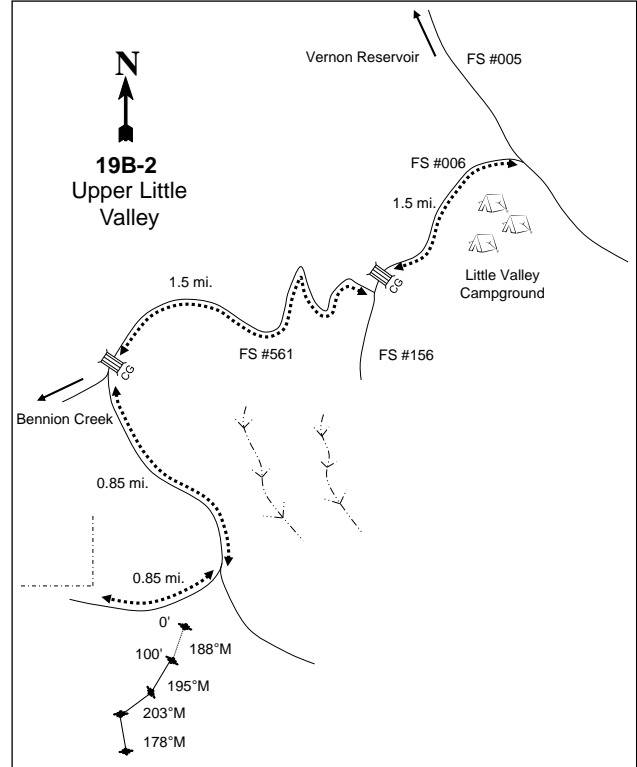 Vernon Reservoir
FS #005
N
19B-2
Upper Little
Valley
FS #006
1.5 mi.
Little Valley
Campground
CG
1.5 mi.
FS #561
FS #156
CG
Bennion Creek
0.85 mi.
0.85 mi.
0'
100'
188°M
195°M
203°M
178°M